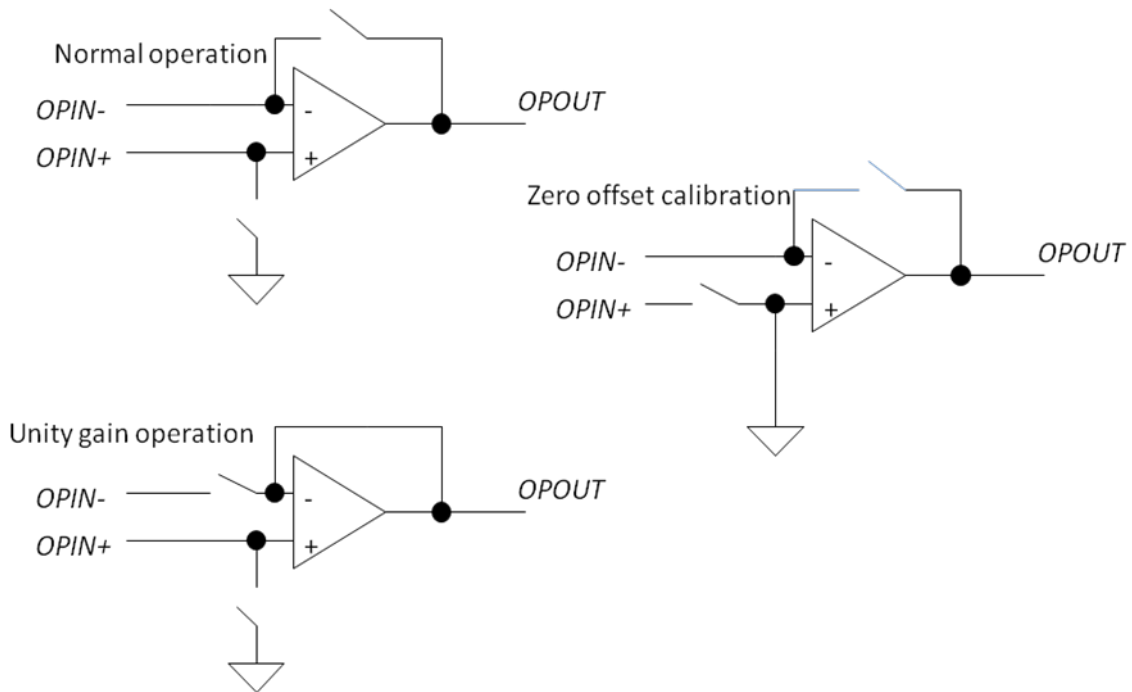 Normal operation
OPIN-
OPOUT
-
OPIN+
+
Zero offset calibration
OPIN-
OPOUT
-
OPIN+
+
Unity gain operation
OPIN-
OPOUT
-
OPIN+
+